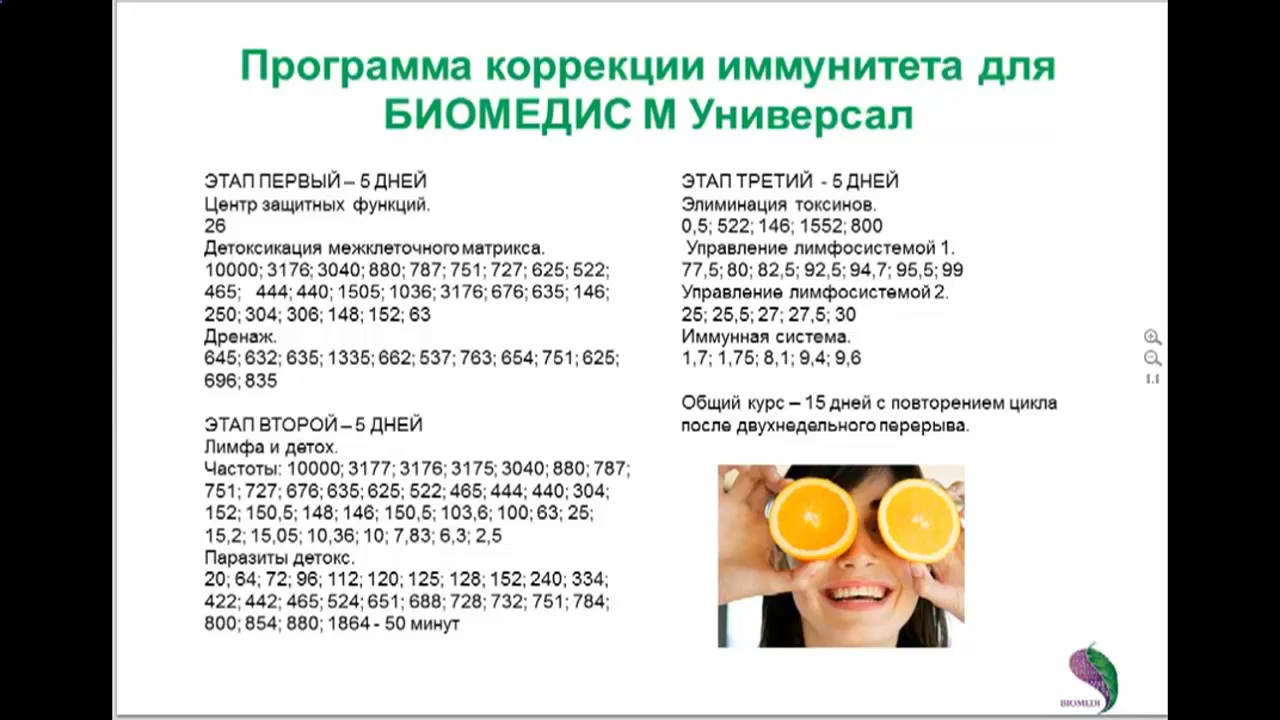 Программа коррекции иммунитета для
БИОМЕДИС М Универсал
ЭТАП ПЕРВЫЙ – 5 ДНЕЙ
Центр защитных функций.
26
Детоксикация межклеточного матрикса.
10000; 3176; 3040; 880; 787; 751; 727; 625; 522;
465; 444; 440; 1505; 1036; 3176; 676; 635; 146;
250; 304; 306; 148; 152; 63
Дренаж.
645; 632; 635; 1335; 662; 537; 763; 654; 751; 625;
696; 835
ЭТАП ВТОРОЙ – 5 ДНЕЙ
Лимфа и детох.
Частоты: 10000; 3177; 3176; 3175; 3040; 880; 787;
751; 727; 676; 635; 625; 522; 465; 444; 440; 304;
152; 150,5; 148; 146; 150,5; 103,6; 100; 63; 25;
15,2; 15,05; 10,36; 10; 7,83; 6,3; 2,5
Паразиты детокс.
20; 64; 72; 96; 112; 120; 125; 128; 152; 240; 334;
422; 442; 465; 524; 651; 688; 728; 732; 751; 784;
800; 854; 880; 1864 - 50 минут
ЭТАП ТРЕТИЙ - 5 ДНЕЙ
Элиминация токсинов.
0,5; 522; 146; 1552; 800
Управление лимфосистемой 1.
77,5; 80; 82,5; 92,5; 94,7; 95,5; 99
Управление лимфосистемой 2.
25; 25,5; 27; 27,5; 30
Иммунная система.
1,7; 1,75; 8,1; 9,4; 9,6
Общий курс – 15 дней с повторением цикла
после двухнедельного перерыва.
1.1